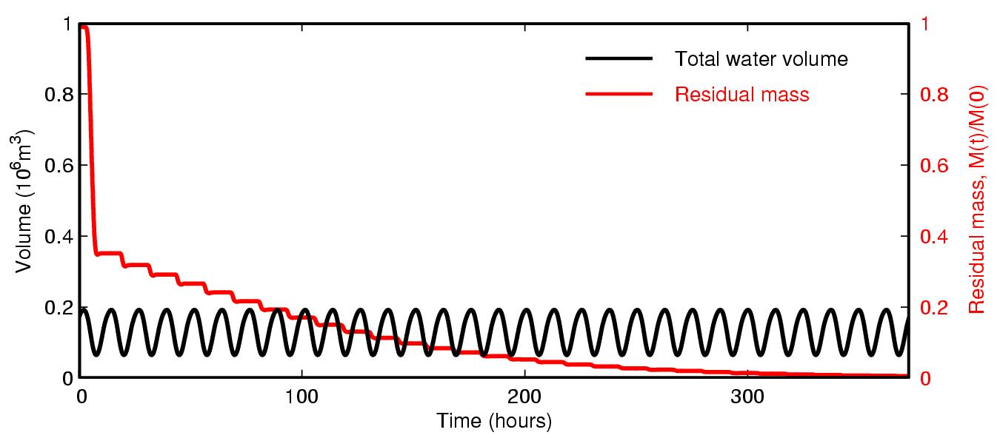 1
0.8
0.6
0.4
0.2
0
Volume (10⁶m³)
Total water volume
Residual mass
1
0.8
0.6
0.4
0.2
0
Residual mass, M(t)/M(0)
0 100 200 300
Time (hours)